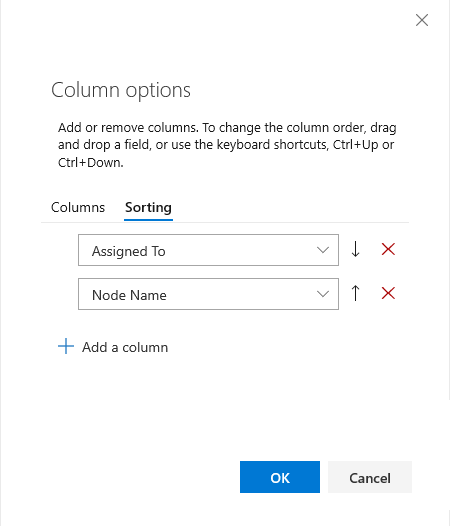 Column options
Add or remove columns. To change the column order, drag
and drop a field, or use the keyboard shortcuts, Ctrl+Up or
Ctrl+Down.
Columns Sorting
Assigned To
Node Name
Add a column
OK Cancel